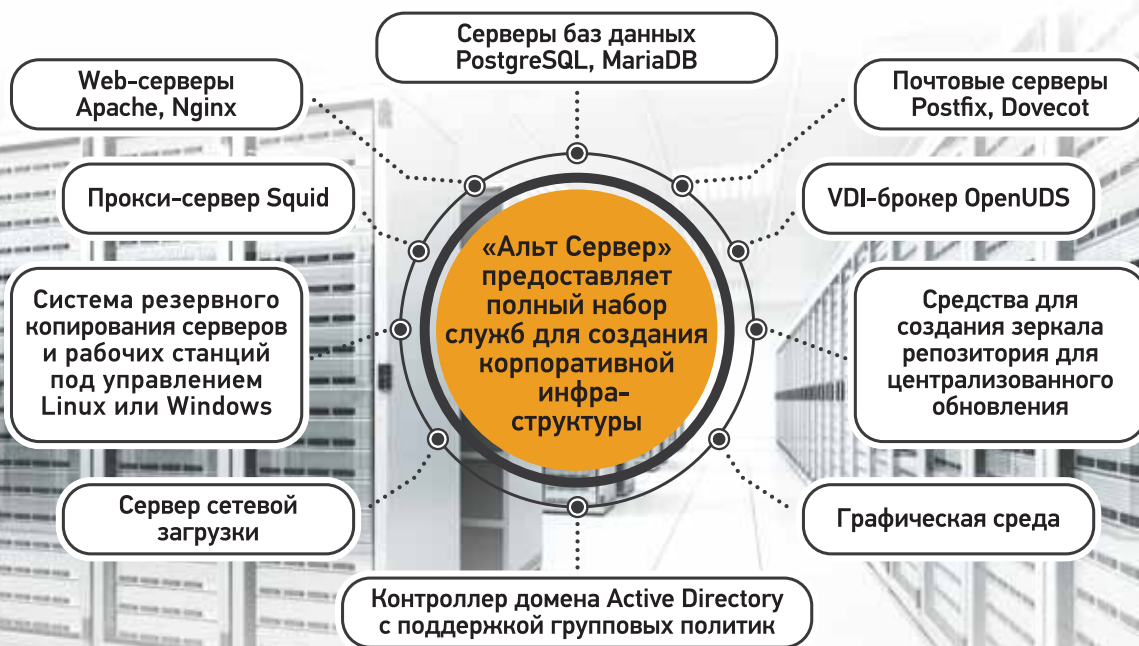 Серверы баз данных
PostgreSQL, MariaDB
Web-серверы
Apache, Nginx
Почтовые серверы
Postfix, Dovecot
Прокси-сервер Squid
VDI-брокер OpenUDS
«Альт Сервер»
предоставляет
полный набор
служб для создания
корпоративной
инфра-
структуры
Система резервного
копирования серверов
и рабочих станций
под управлением
Linux или Windows
Средства для
создания зеркала
репозитория для
централизованного
обновления
Сервер сетевой
загрузки
Графическая среда
Контроллер домена Active Directory
с поддержкой групповых политик